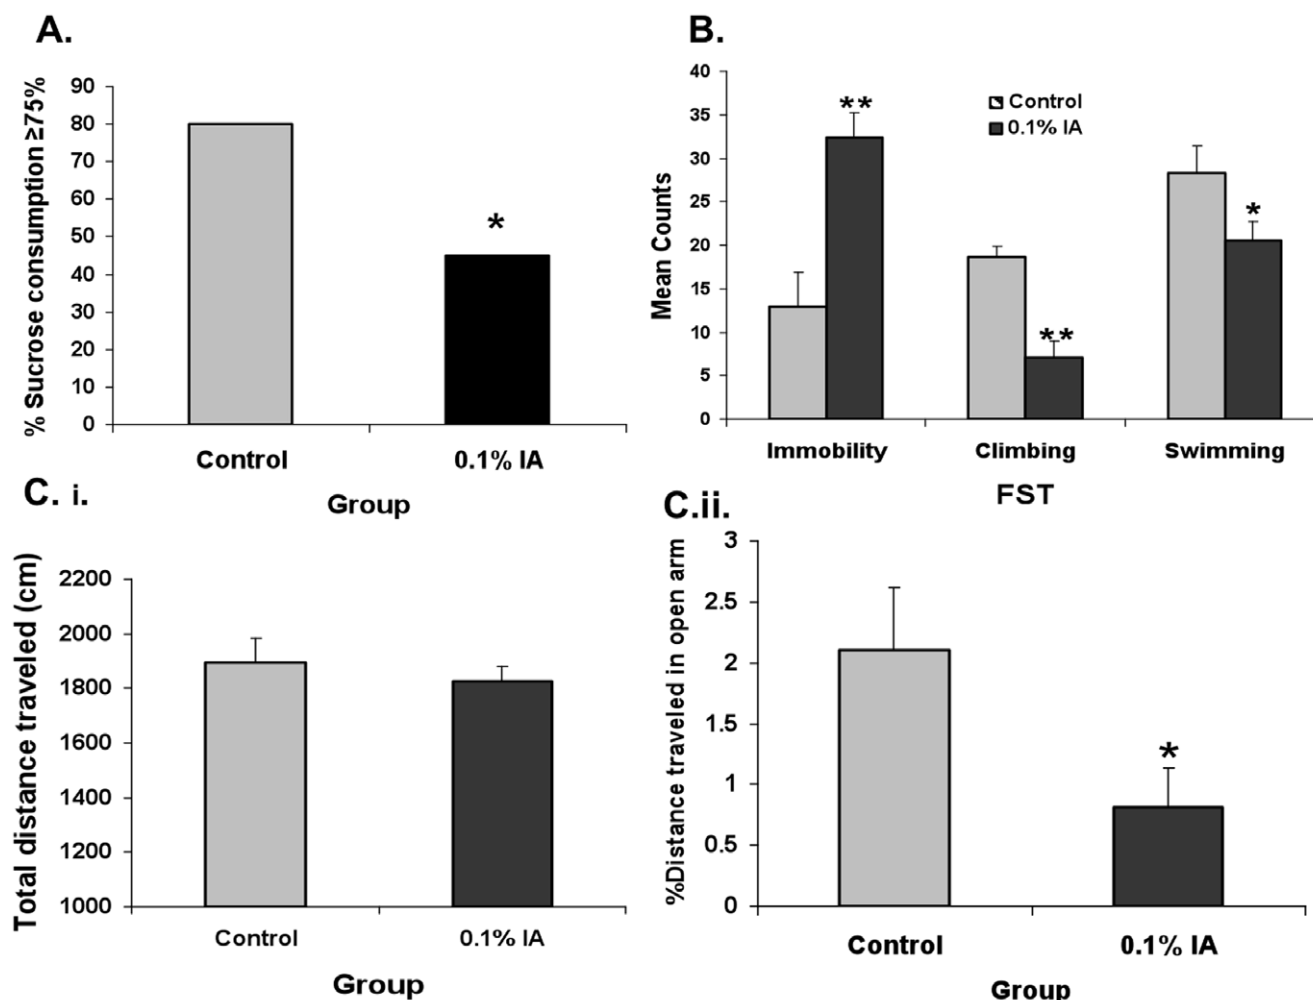 A.
% Sucrose consumption ≥75%
90
80
70
60
50
40
30
20
10
0
*
Control
0.1% IA
Group
B.
Mean Counts
40
35
30
25
20
15
10
5
0
Control
0.1% IA
**
**
*
Immobility
Climbing
Swimming
FST
C. i.
Total distance traveled (cm)
2200
2000
1800
1600
1400
1200
1000
Control
0.1% IA
Group
C.ii.
%Distance traveled in open arm
3
2.5
2
1.5
1
0.5
0
*
Control
0.1% IA
Group